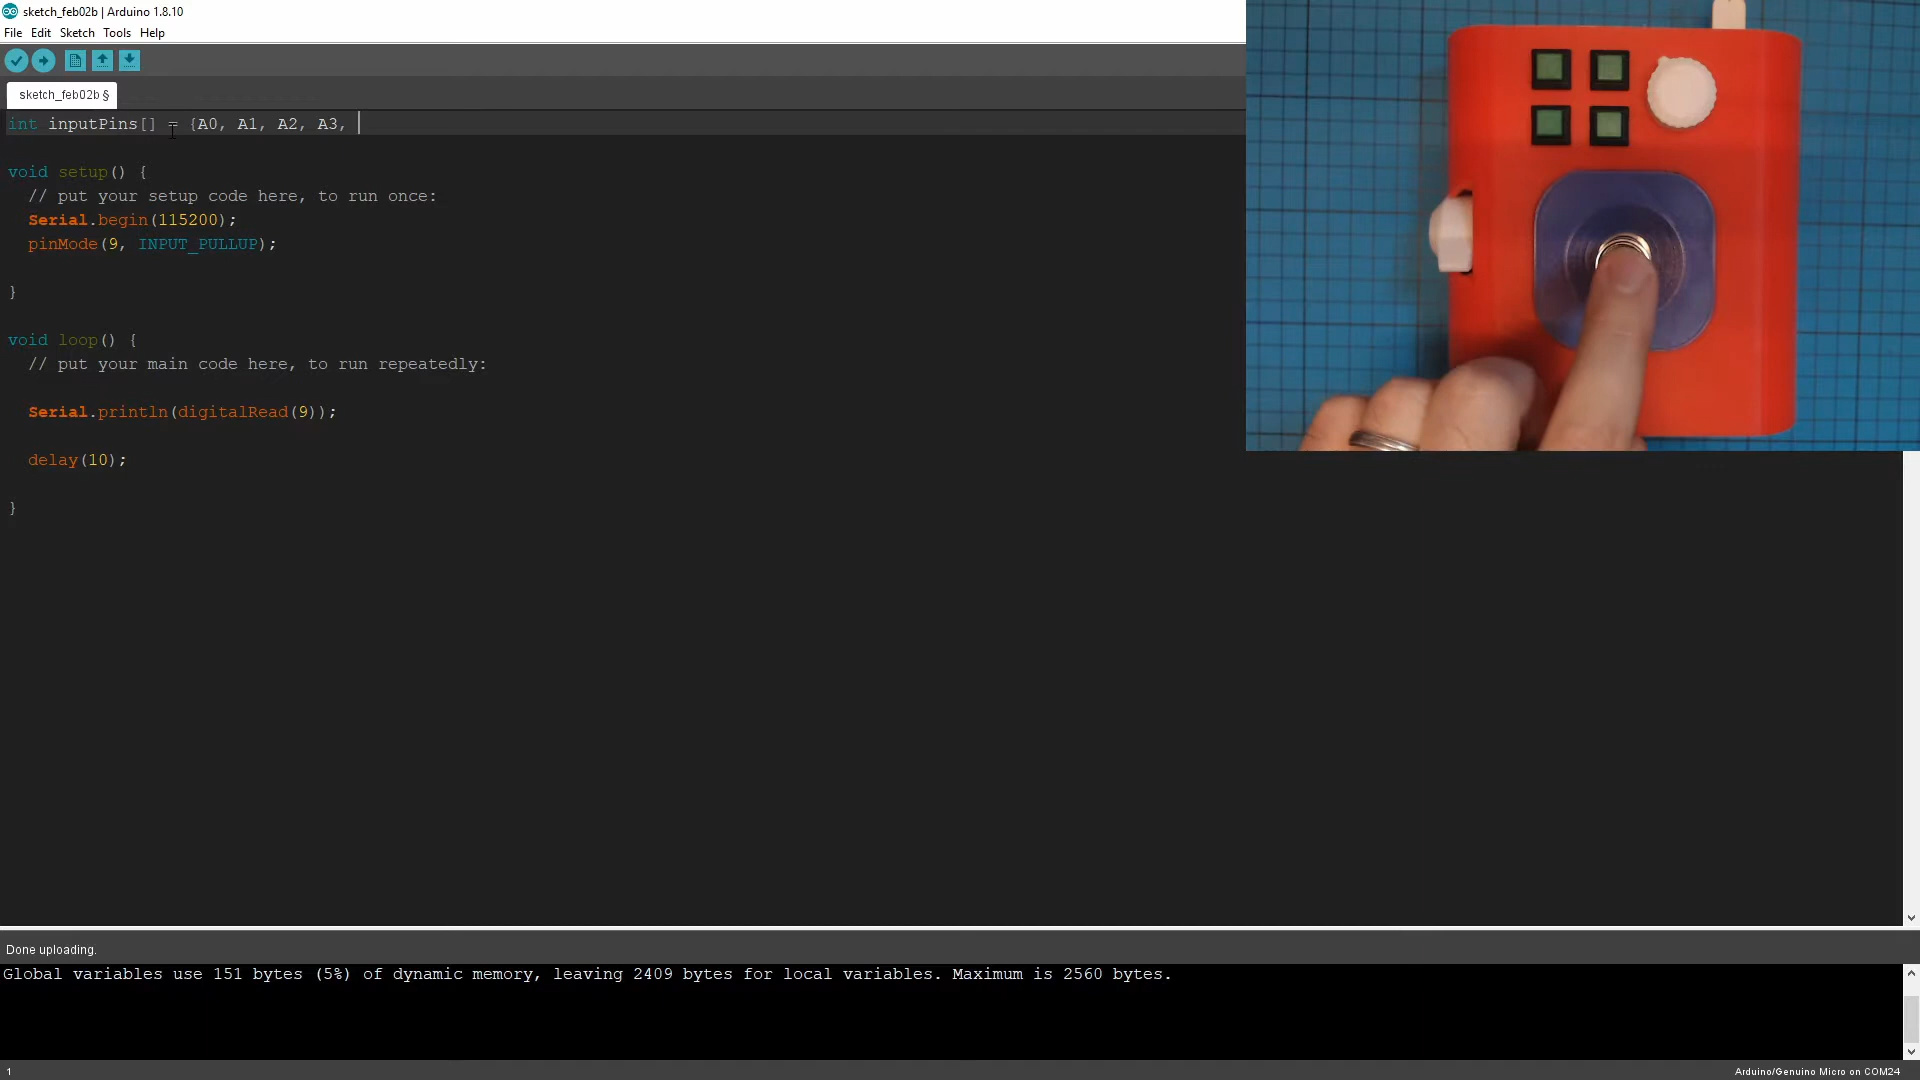 sketch_feb02b | Arduino 1.8.10
File Edit Sketch Tools Help
sketch_feb02b §
int inputPins[] = {A0, A1, A2, A3,
void setup() {
// put your setup code here, to run once:
Serial.begin(115200);
pinMode(9, INPUT_PULLUP);
}
void loop() {
// put your main code here, to run repeatedly:
Serial.println(digitalRead(9));
delay(10);
}
Done uploading.
Global variables use 151 bytes (5%) of dynamic memory, leaving 2409 bytes for local variables. Maximum is 2560 bytes.
1
Arduino/Genuino Micro on COM24